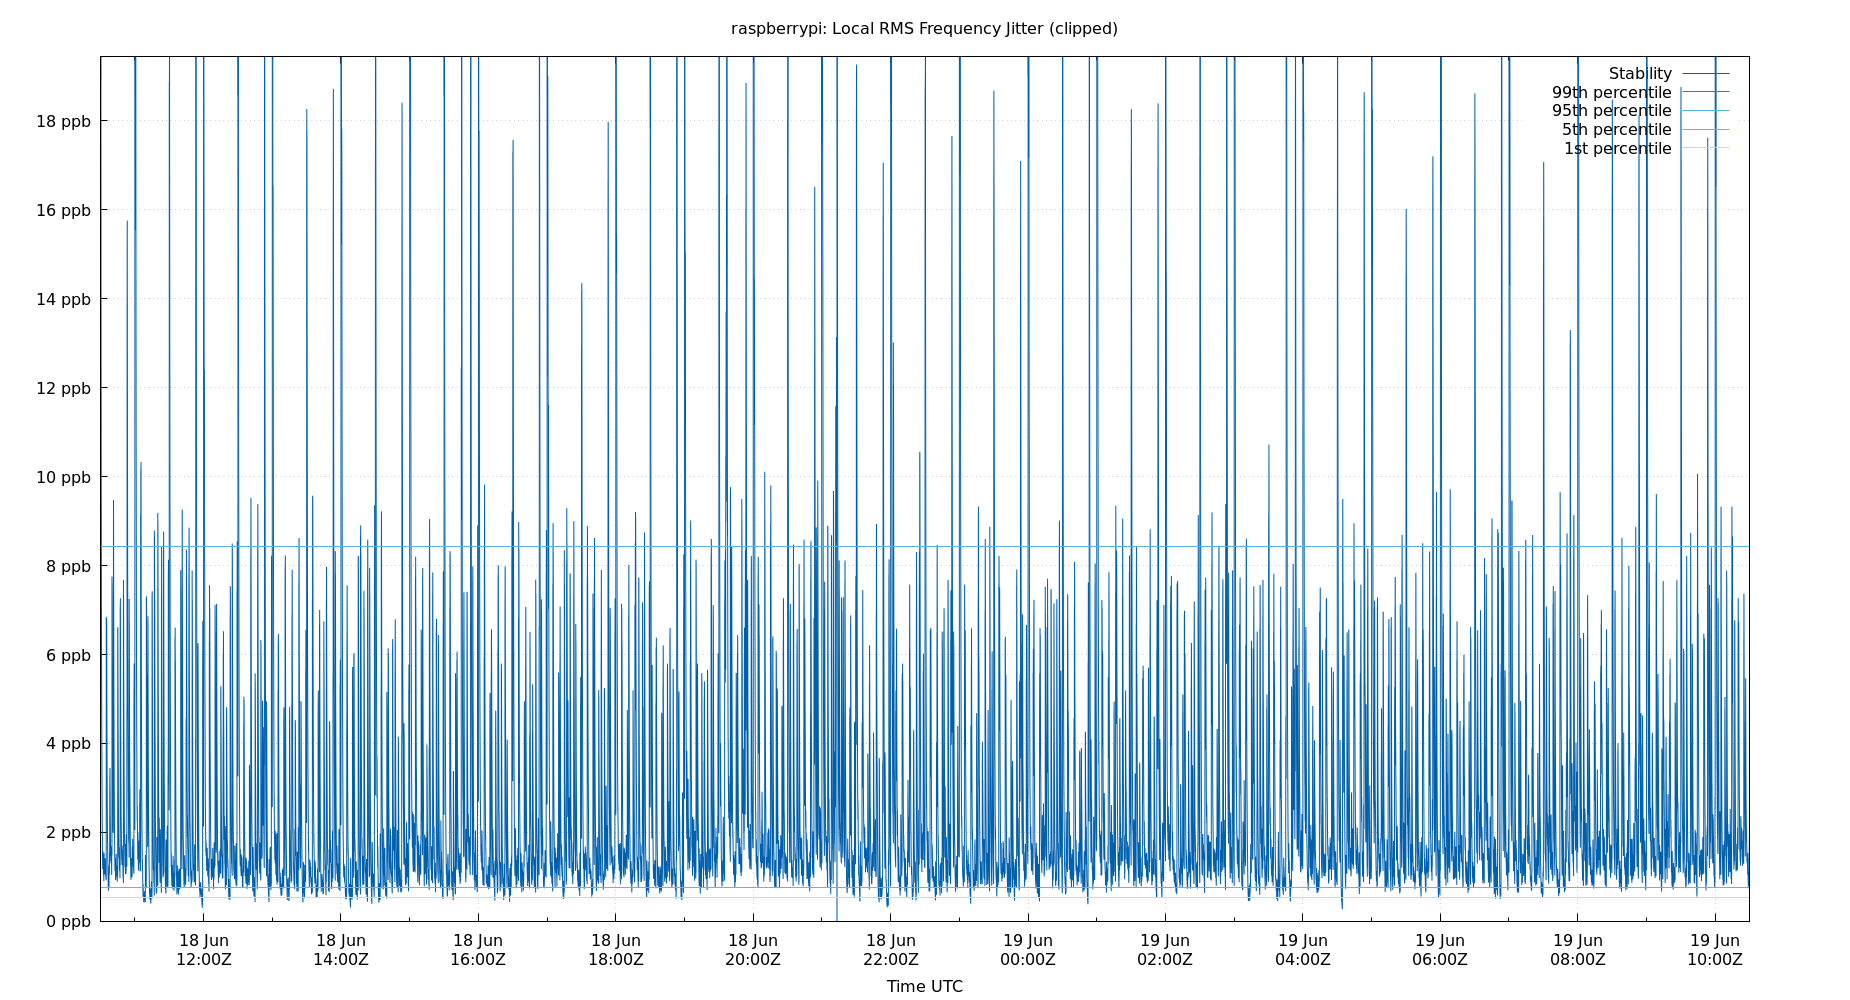 raspberrypi: Local RMS Frequency Jitter (clipped)
Stability
99th percentile
95th percentile
5th percentile
1st percentile
18 ppb
16 ppb
14 ppb
12 ppb
10 ppb
8 ppb
6 ppb
4 ppb
2 ppb
0 ppb
18 Jun 18 Jun 18 Jun 18 Jun 18 Jun 18 Jun 19 Jun 19 Jun 19 Jun 19 Jun 19 Jun 19 Jun
12:00Z 14:00Z 16:00Z 18:00Z 20:00Z 22:00Z 00:00Z 02:00Z 04:00Z 06:00Z 08:00Z 10:00Z
Time UTC